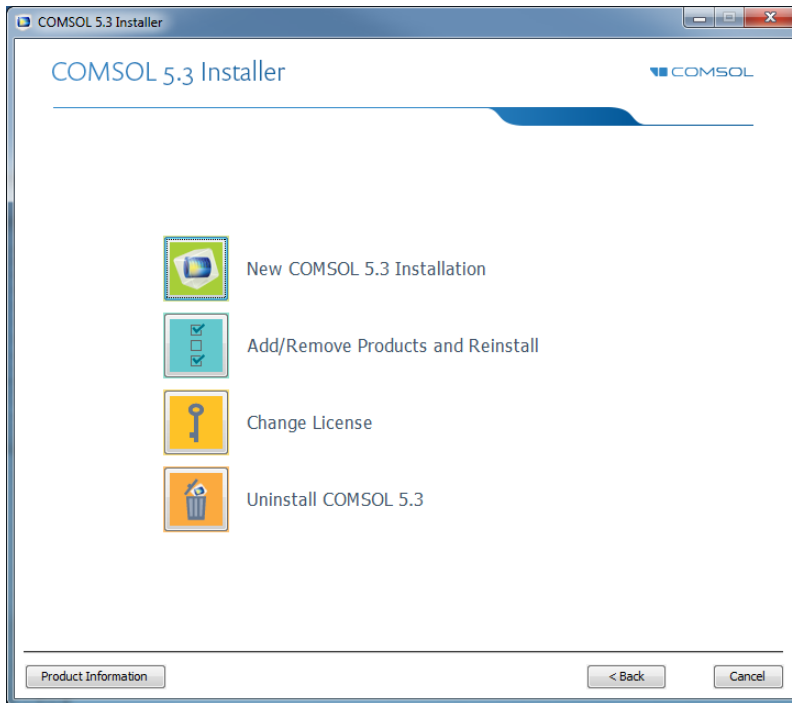 COMSOL 5.3 Installer
COMSOL 5.3 Installer
COMSOL
New COMSOL 5.3 Installation
Add/Remove Products and Reinstall
Change License
Uninstall COMSOL 5.3
Product Information
< Back
Cancel